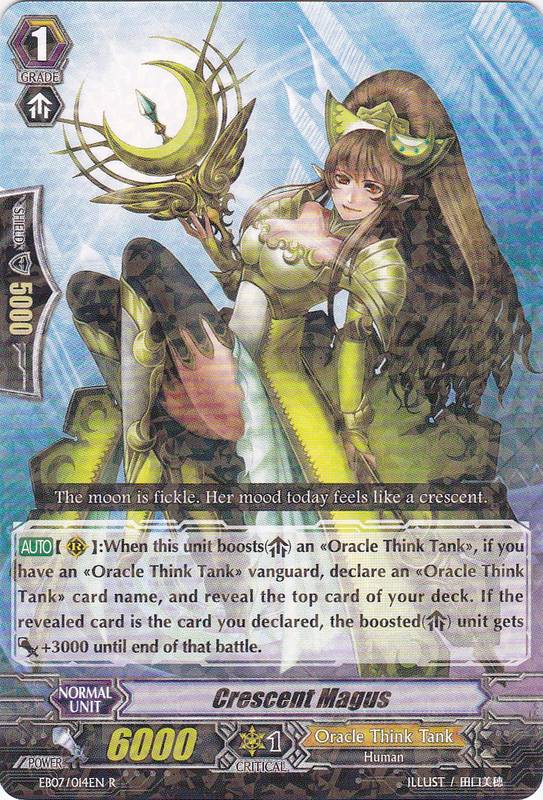 1
GRADE
SHIELD
5000
The moon is fickle. Her mood today feels like a crescent.
AUTO【 R 】:When this unit boosts( ) an «Oracle Think Tank», if you
have an «Oracle Think Tank» vanguard, declare an «Oracle Think
Tank» card name, and reveal the top card of your deck. If the
revealed card is the card you declared, the boosted( ) unit gets
+3000 until end of that battle.
NORMAL
UNIT
Crescent Magus
POWER
6000
1
CRITICAL
Oracle Think Tank
Human
EB07/014EN R
ILLUST / 田口美穂